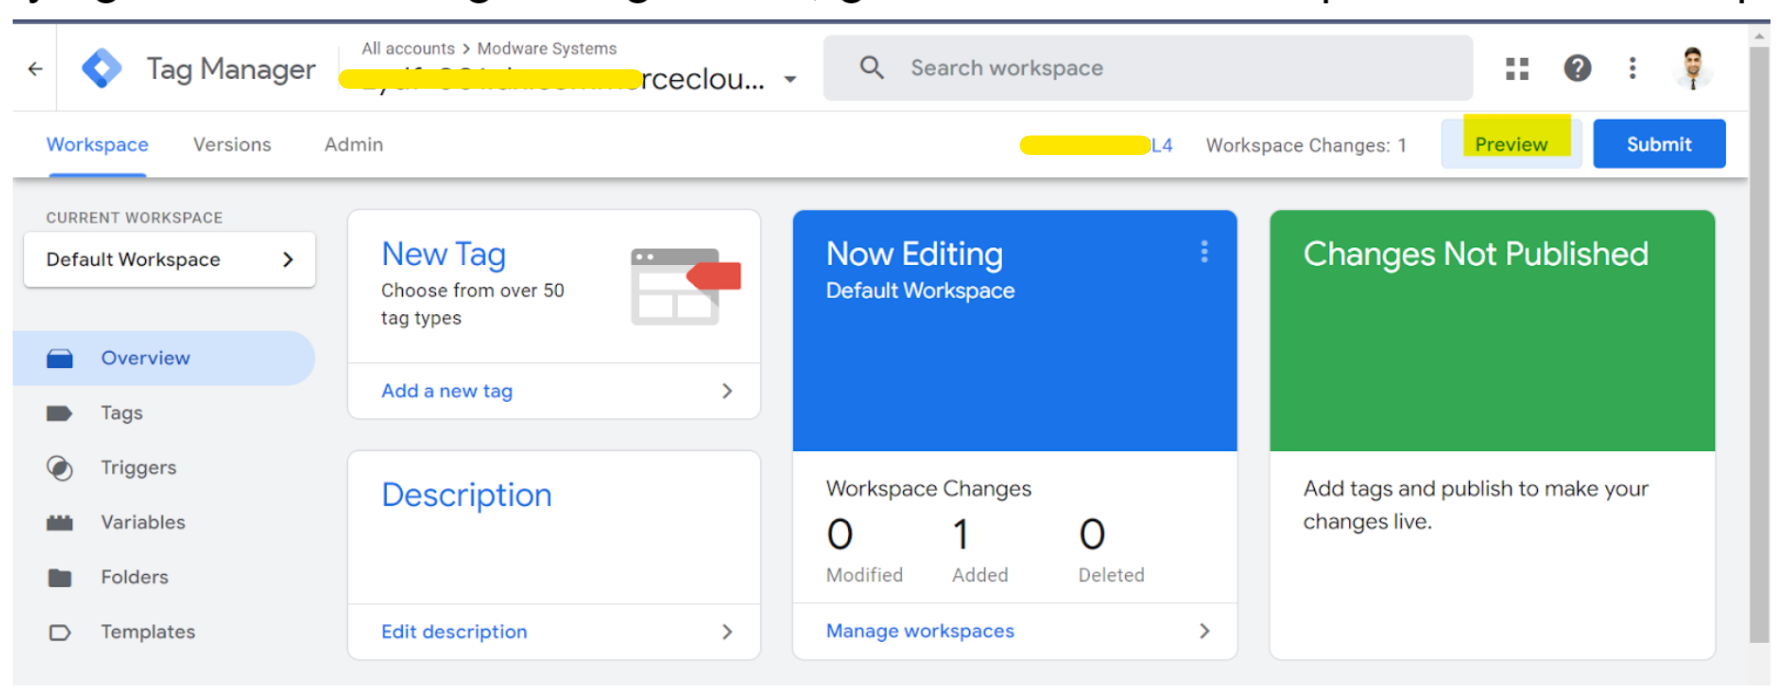 All accounts > Modware Systems
Tag Manager
rceclou...
Search workspace
Workspace
Versions
Admin
L4
Workspace Changes: 1
Preview
Submit
CURRENT WORKSPACE
Default Workspace
Overview
Tags
Triggers
Variables
Folders
Templates
New Tag
Choose from over 50
tag types
Add a new tag
Description
Edit description
Now Editing
Default Workspace
Workspace Changes
0 1 0
Modified Added Deleted
Manage workspaces
Changes Not Published
Add tags and publish to make your
changes live.